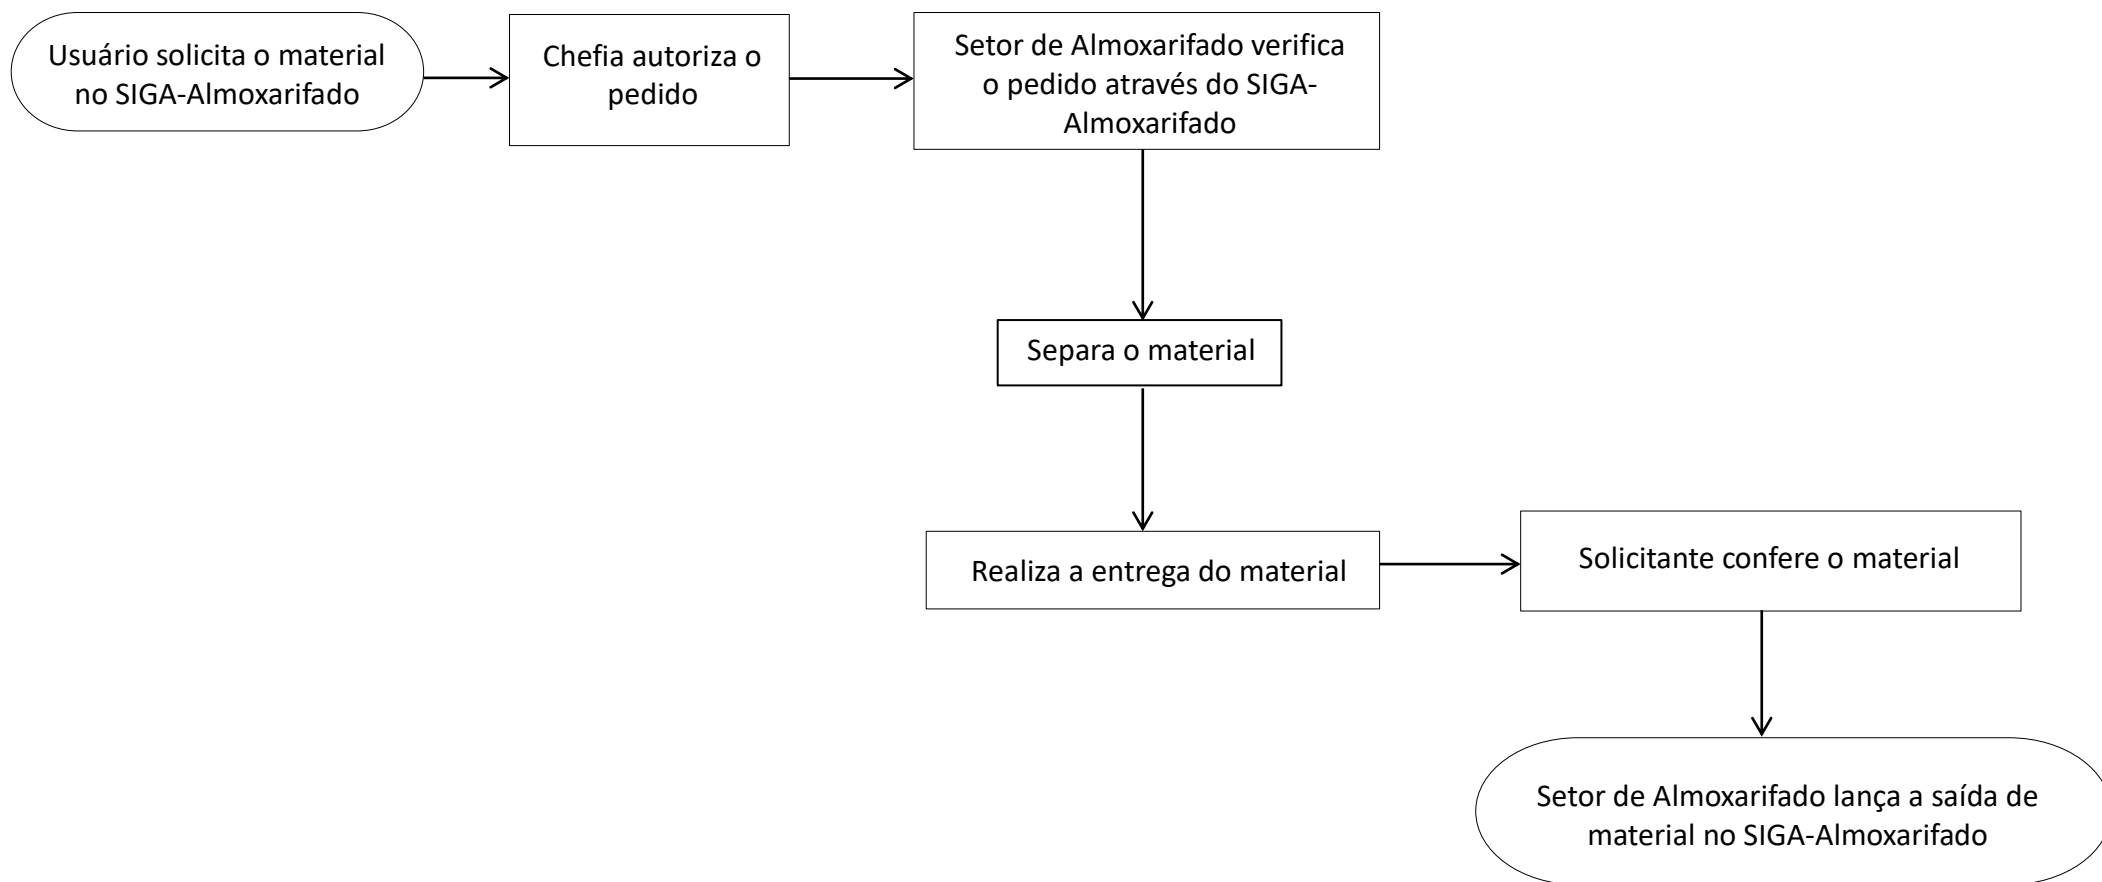 Usuário solicita o material
no SIGA-Almoxarifado
Chefia autoriza o
pedido
Setor de Almoxarifado verifica
o pedido através do SIGA-
Almoxarifado
Separa o material
Realiza a entrega do material
Solicitante confere o material
Setor de Almoxarifado lança a saída de
material no SIGA-Almoxarifado